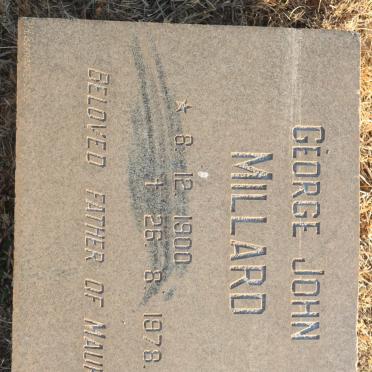 GEORGE JOHN
MILLARD
* 8. 12. 1900
† 26. 8. 1978.
BELOVED FATHER OF